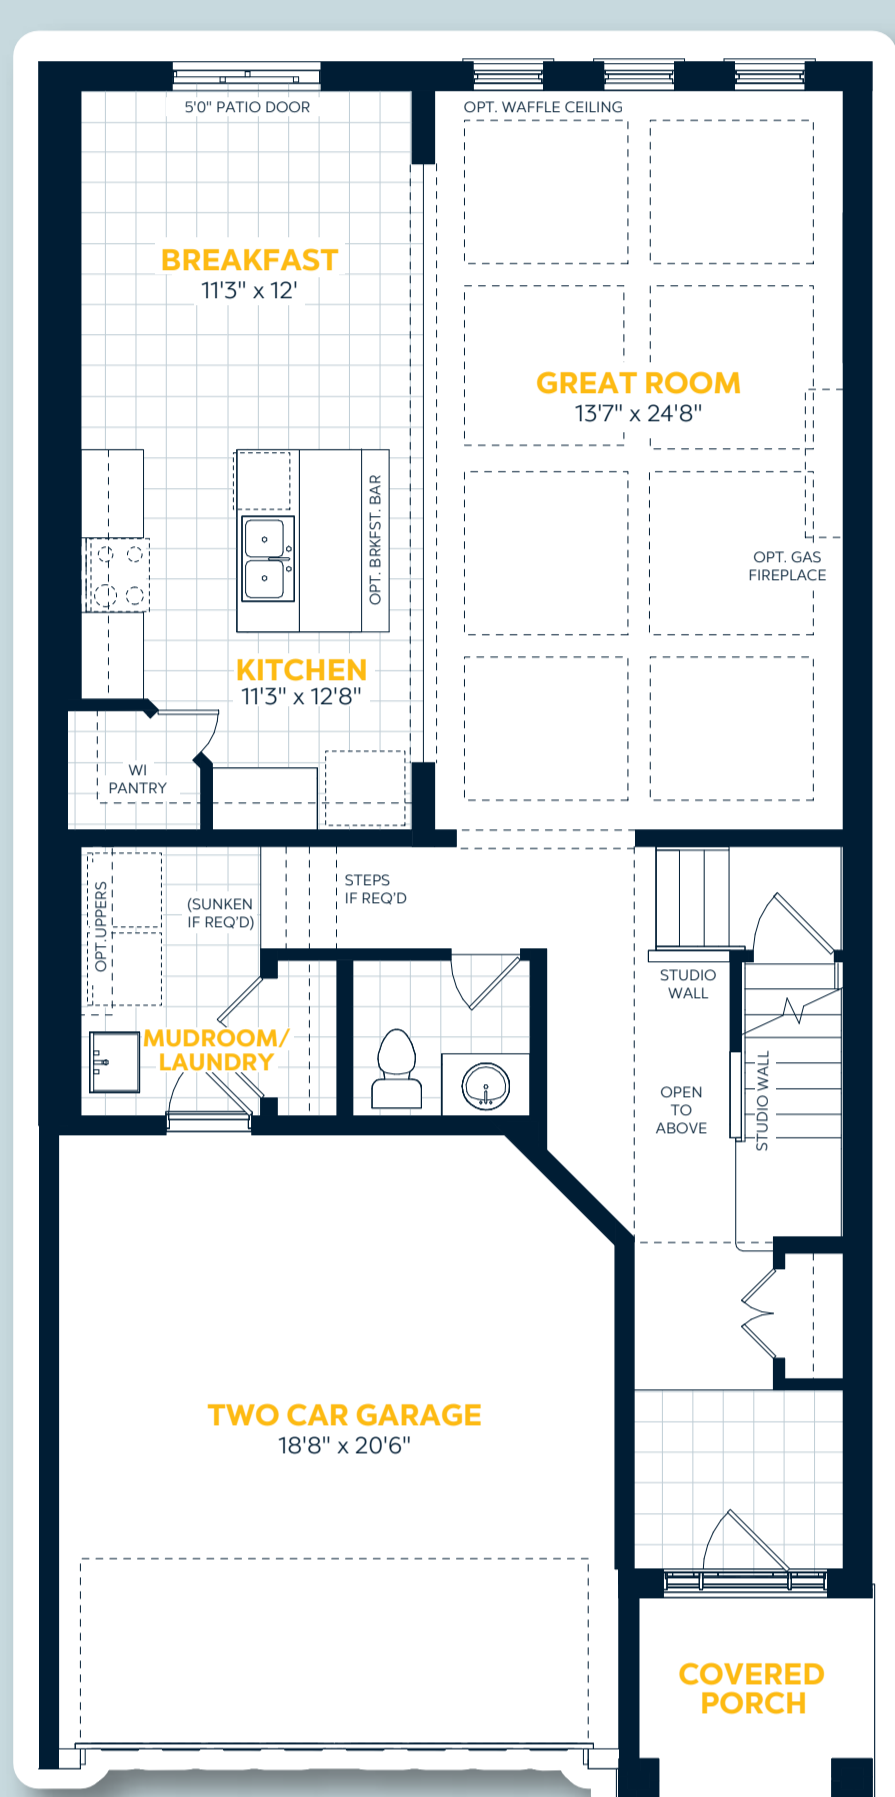 5'0" PATIO DOOR
OPT. WAFFLE CEILING
BREAKFAST
11'3" x 12'
GREAT ROOM
13'7" x 24'8"
OPT. BRKFST. BAR
OPT. GAS
FIREPLACE
KITCHEN
11'3" x 12'8"
WI
PANTRY
OPT.UPPERS
(SUNKEN
IF REQ'D)
STEPS
IF REQ'D
STUDIO
WALL
MUDROOM/
LAUNDRY
OPEN
TO
ABOVE
STUDIO WALL
TWO CAR GARAGE
18'8" x 20'6"
COVERED
PORCH